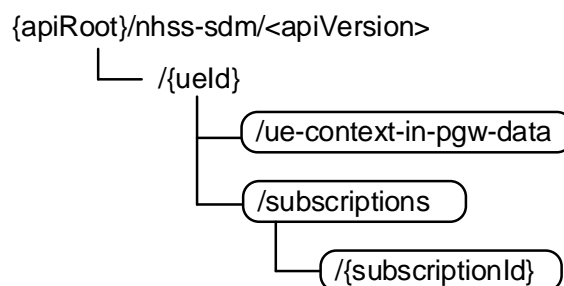 {apiRoot}/nhss-sdm/<apiVersion>
/{ueId}
/ue-context-in-pgw-data
/subscriptions
/{subscriptionId}